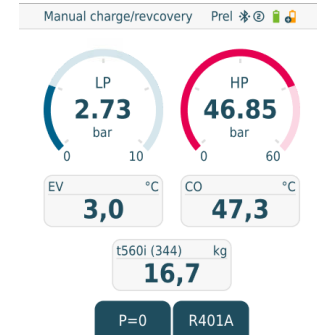 Manual charge/revcovery Prel 2
LP
2.73
bar
0 10
HP
46.85
bar
0 60
EV °C
3,0
CO °C
47,3
t560i (344) kg
16,7
P=0 R401A